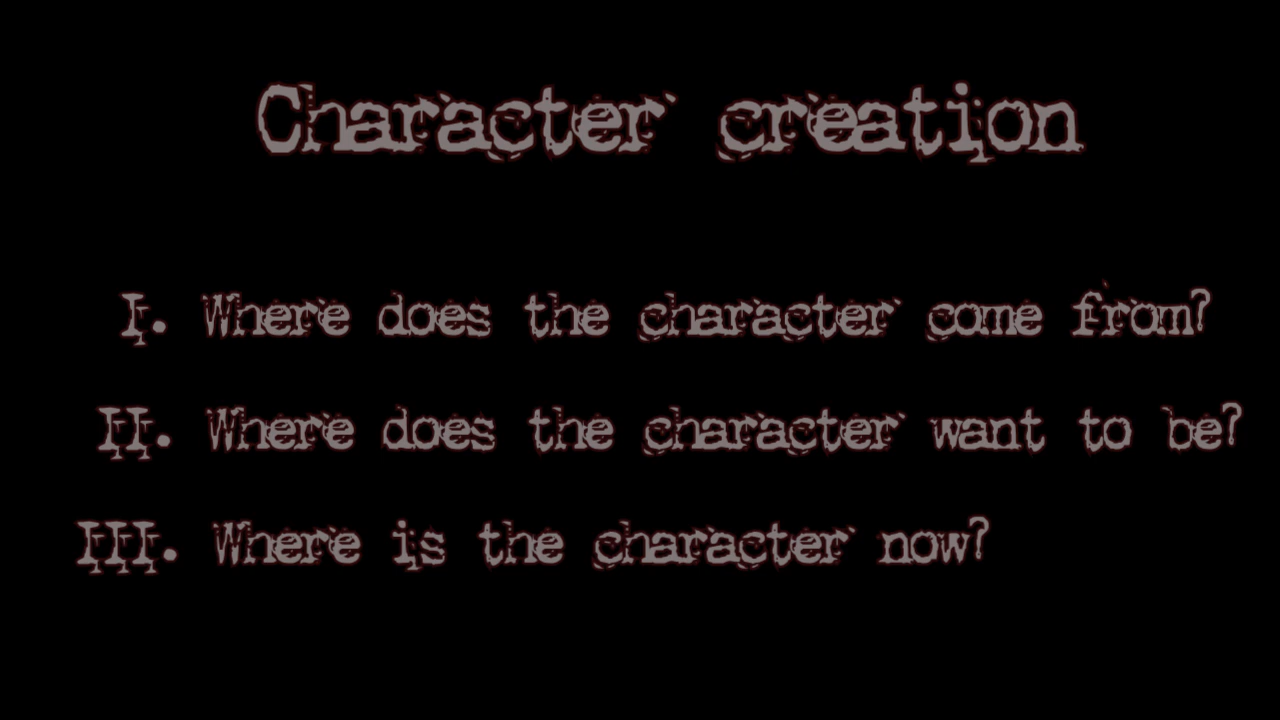 Character creation
I. Where does the character come from?
II. Where does the character want to be?
III. Where is the character now?